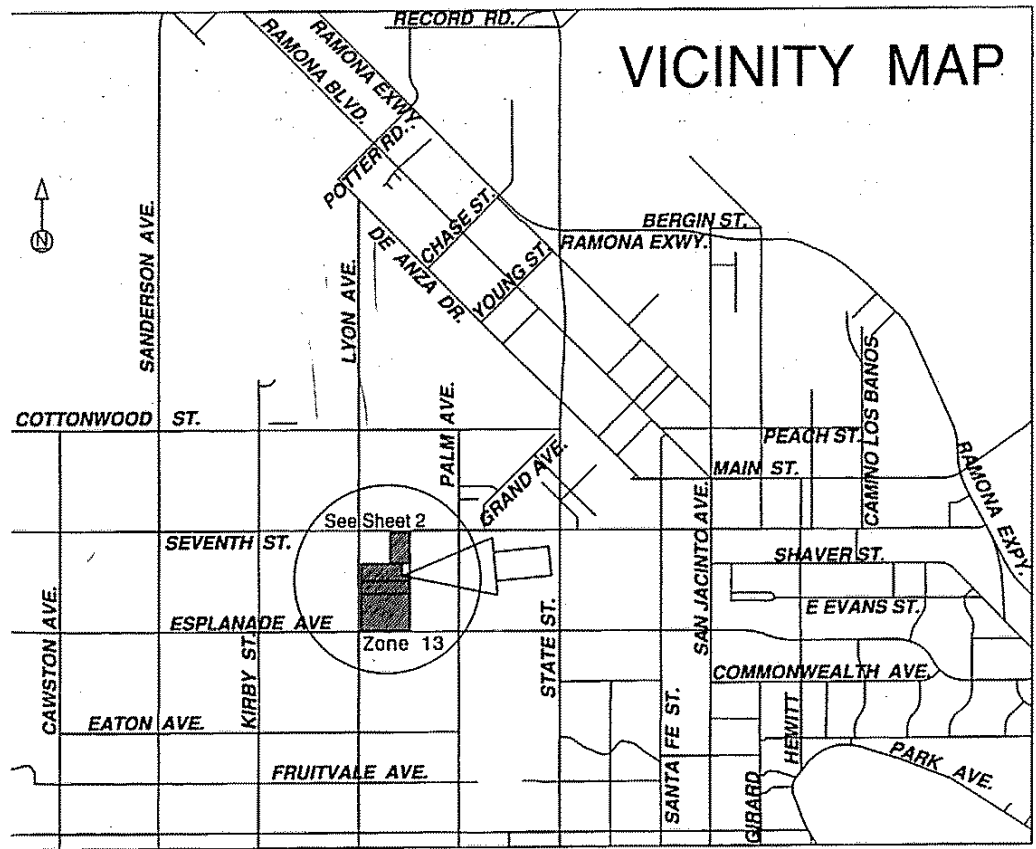 RECORD RD.
VICINITY MAP
RAMONA EXWY.
RAMONA BLVD.
POTTER RD.
CHASE ST.
BERGIN ST.
RAMONA EXWY.
YOUNG ST.
DE ANZA DR.
SANDERSON AVE.
LYON AVE.
N
CAMINO LOS BANOS
COTTONWOOD ST.
PALM AVE.
PEACH ST.
GRAND AVE.
MAIN ST.
RAMONA EXPY.
See Sheet 2
SEVENTH ST.
SAN JACINTO AVE.
SHAVER ST.
E EVANS ST.
ESPLANADE AVE
Zone 13
STATE ST.
CAWSTON AVE.
KIRBY ST.
COMMONWEALTH AVE.
EATON AVE.
SANTA FE ST.
HEWITT
PARK AVE.
FRUITVALE AVE.
GIRARD